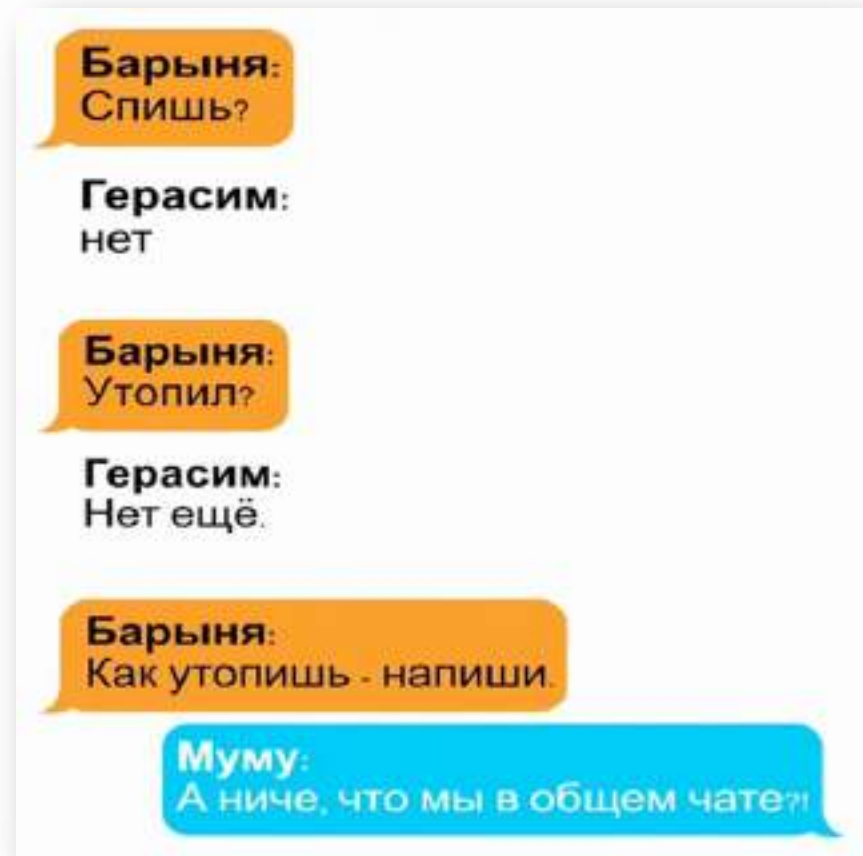 Барыня:
Спишь?
Герасим:
нет
Барыня:
Утопил?
Герасим:
Нет ещё.
Барыня:
Как утопишь - напиши.
Муму:
А ниче, что мы в общем чате?!